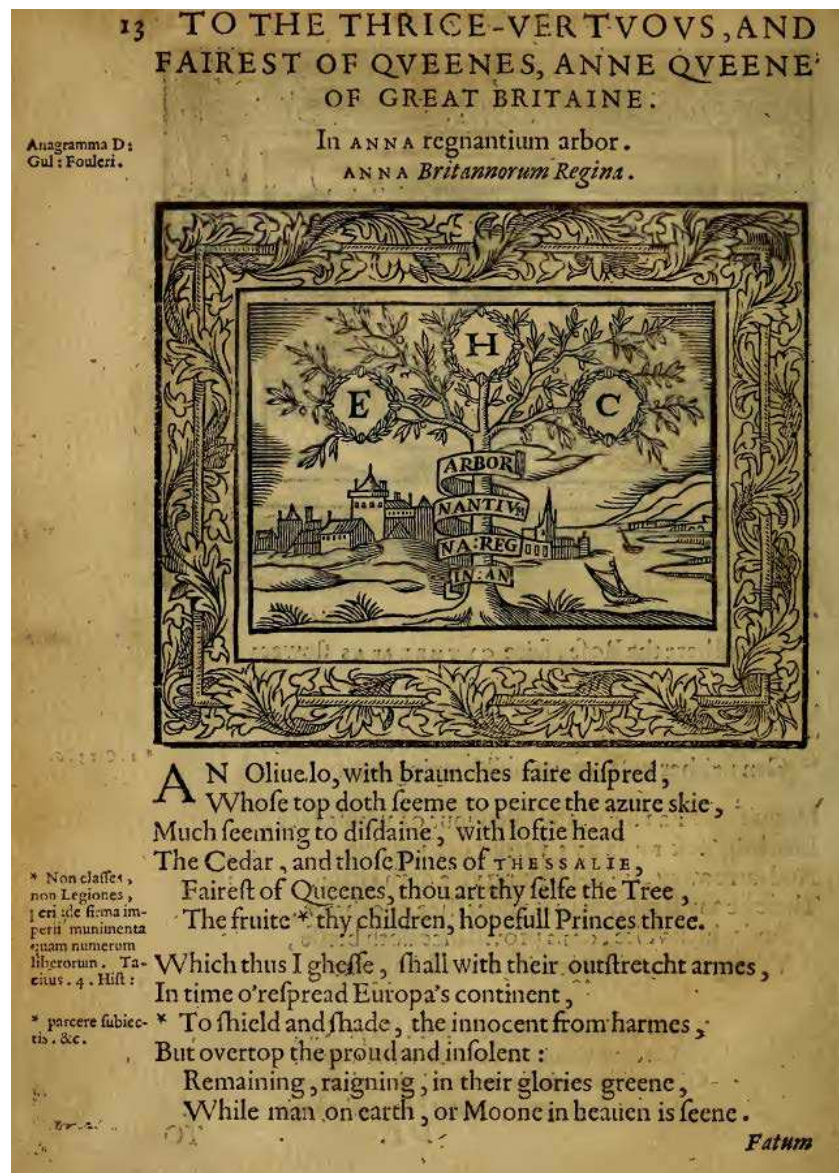 13 TO THE THRICE-VERTVOVS, AND
FAIREST OF QVEENES, ANNE QVEENE
OF GREAT BRITAINE.
Anagramma D:
Gul: Fouleri.
In ANNA regnantium arbor.
ANNA Britannorum Regina.
H
E
C
ARBOR
NANTIVM
NA:REG
IN:AN
AN Oliue lo, with braunches faire diſpred,
Whoſe top doth ſeeme to peirce the azure skie,
Much ſeeming to diſdaine, with loftie head
The Cedar, and thoſe Pines of THESSALIE,
Faireſt of Queenes, thou art thy ſelfe the Tree,
The fruite * thy children, hopefull Princes three.
* Non claſſes,
non Legiones,
perinde firma im-
perii munimenta
quam numerum
liberorum. Ta-
citus. 4. Hiſt:
Which thus I gheſſe, ſhall with their outſtretcht armes,
In time o'reſpread Europa's continent,
* parcere ſubiec-
tis. &c.
* To ſhield and ſhade, the innocent from harmes,
But overtop the proud and inſolent:
Remaining, raigning, in their glories greene,
While man on earth, or Moone in heauen is ſeene.
Fatum